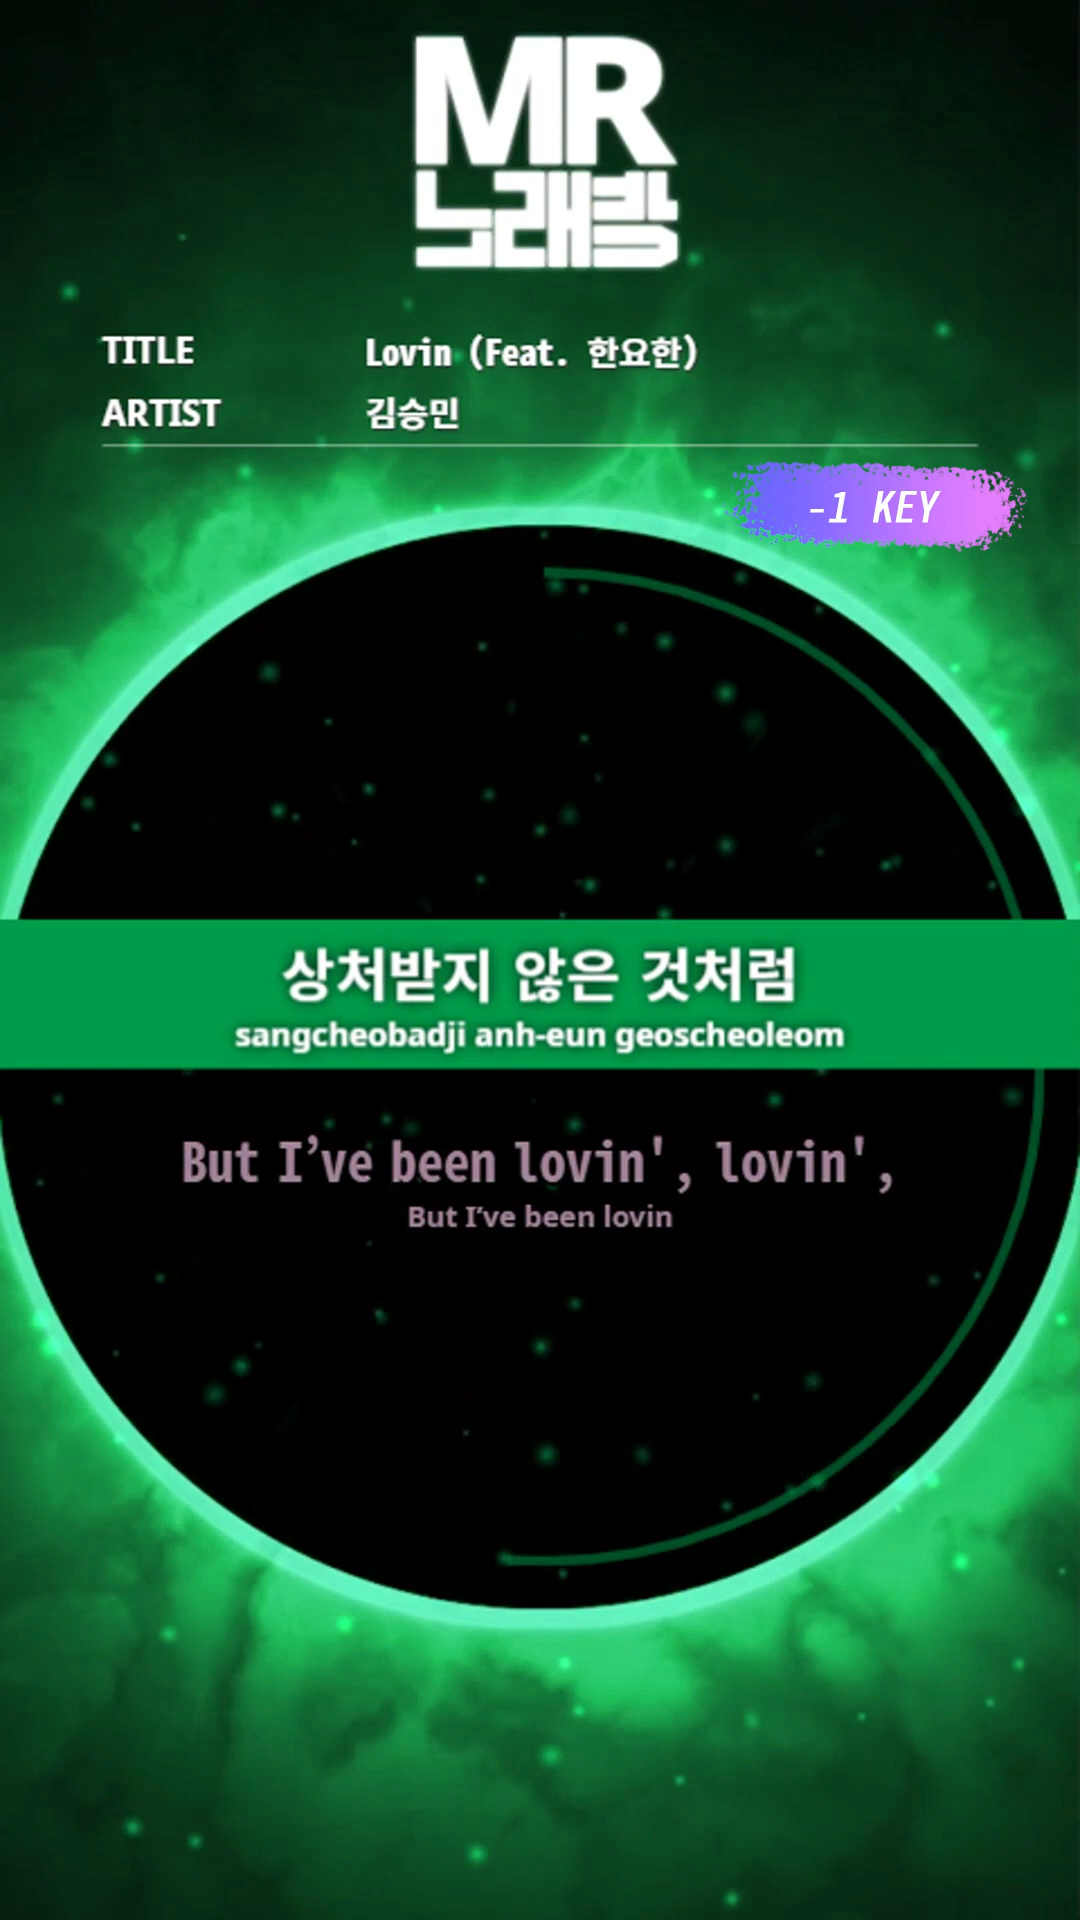 MR
노래방
TITLE Lovin (Feat. 한요한)
ARTIST 김승민
-1 KEY
상처받지 않은 것처럼
sangcheobadji anh-eun geoscheoleom
But I’ve been lovin', lovin',
But I’ve been lovin